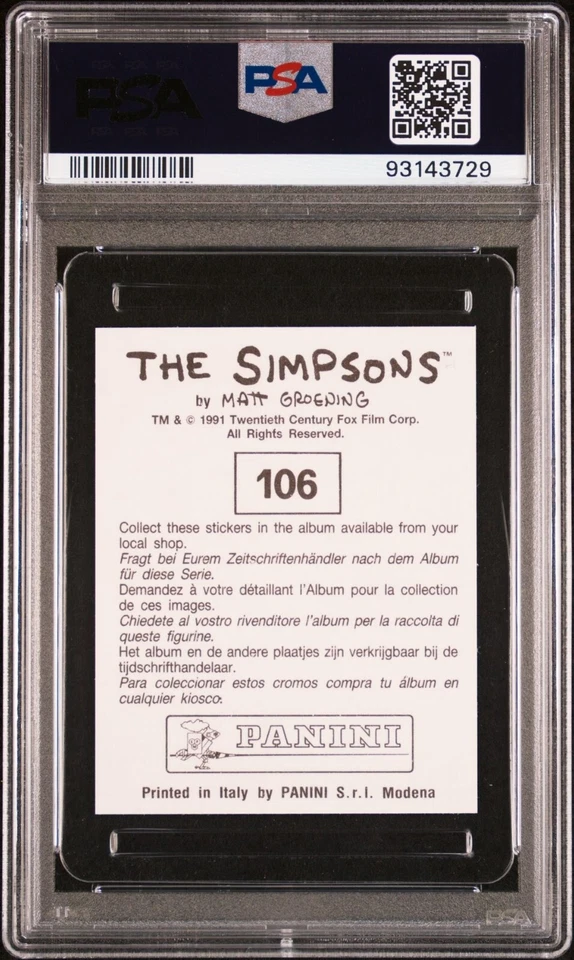 PSA
PSA
93143729
THE SIMPSONS™
by MATT GROENING
TM & © 1991 Twentieth Century Fox Film Corp.
All Rights Reserved.
106
Collect these stickers in the album available from your
local shop.
Fragt bei Eurem Zeitschriftenhändler nach dem Album
für diese Serie.
Demandez à votre détaillant l'Album pour la collection
de ces images.
Chiedete al vostro rivenditore l'album per la raccolta di
queste figurine.
Het album en de andere plaatjes zijn verkrijgbaar bij de
tijdschrifthandelaar.
Para coleccionar estos cromos compra tu álbum en
cualquier kiosco.
PANINI
Printed in Italy by PANINI S.r.l. Modena
TM
PSA